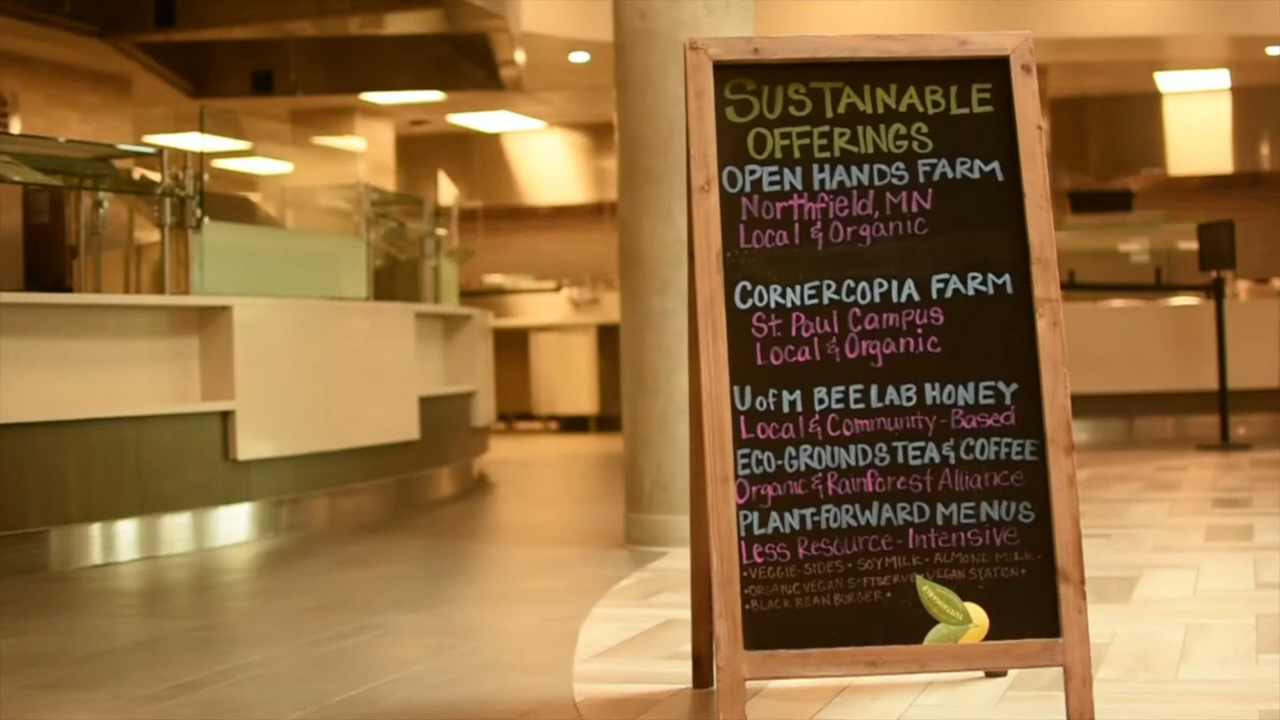 SUSTAINABLE
OFFERINGS
OPEN HANDS FARM
Northfield, MN
Local & Organic
CORNERCOPIA FARM
St. Paul Campus
Local & Organic
U of M BEE LAB HONEY
Local & Community-Based
ECO-GROUNDS TEA & COFFEE
Organic & Rainforest Alliance
PLANT-FORWARD MENUS
Less Resource-Intensive
•VEGGIE-SIDES • SOYMILK • ALMOND MILK•
•ORGANIC VEGAN SOFTSERVE•VEGAN STATION•
•BLACK BEAN BURGER•
SUSTAINABLE